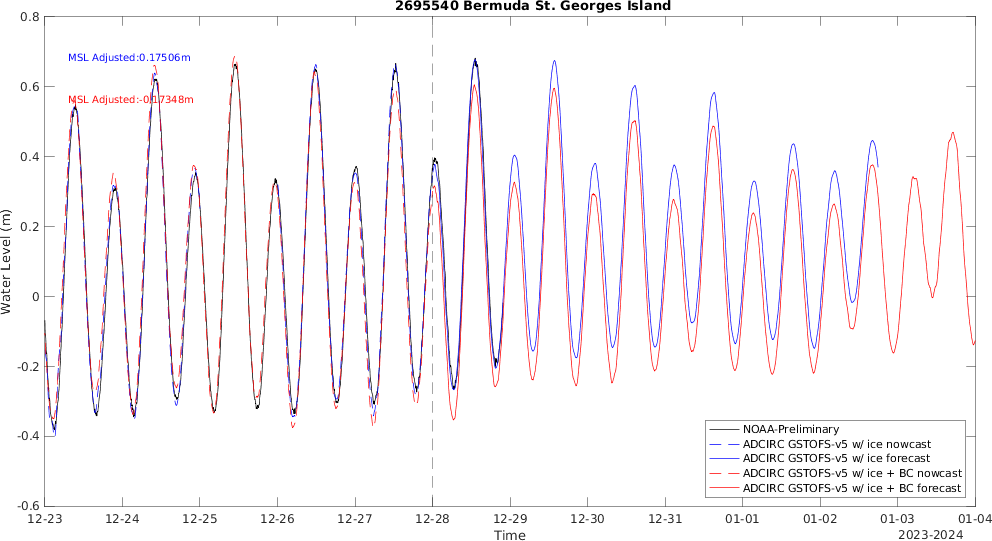 2695540 Bermuda St. Georges Island
0.8
0.6
0.4
0.2
0
-0.2
-0.4
-0.6
Water Level (m)
MSL Adjusted:0.17506m
MSL Adjusted:-0.17348m
NOAA-Preliminary
ADCIRC GSTOFS-v5 w/ ice nowcast
ADCIRC GSTOFS-v5 w/ ice forecast
ADCIRC GSTOFS-v5 w/ ice + BC nowcast
ADCIRC GSTOFS-v5 w/ ice + BC forecast
12-23 12-24 12-25 12-26 12-27 12-28 12-29 12-30 12-31 01-01 01-02 01-03 01-04
Time
2023-2024